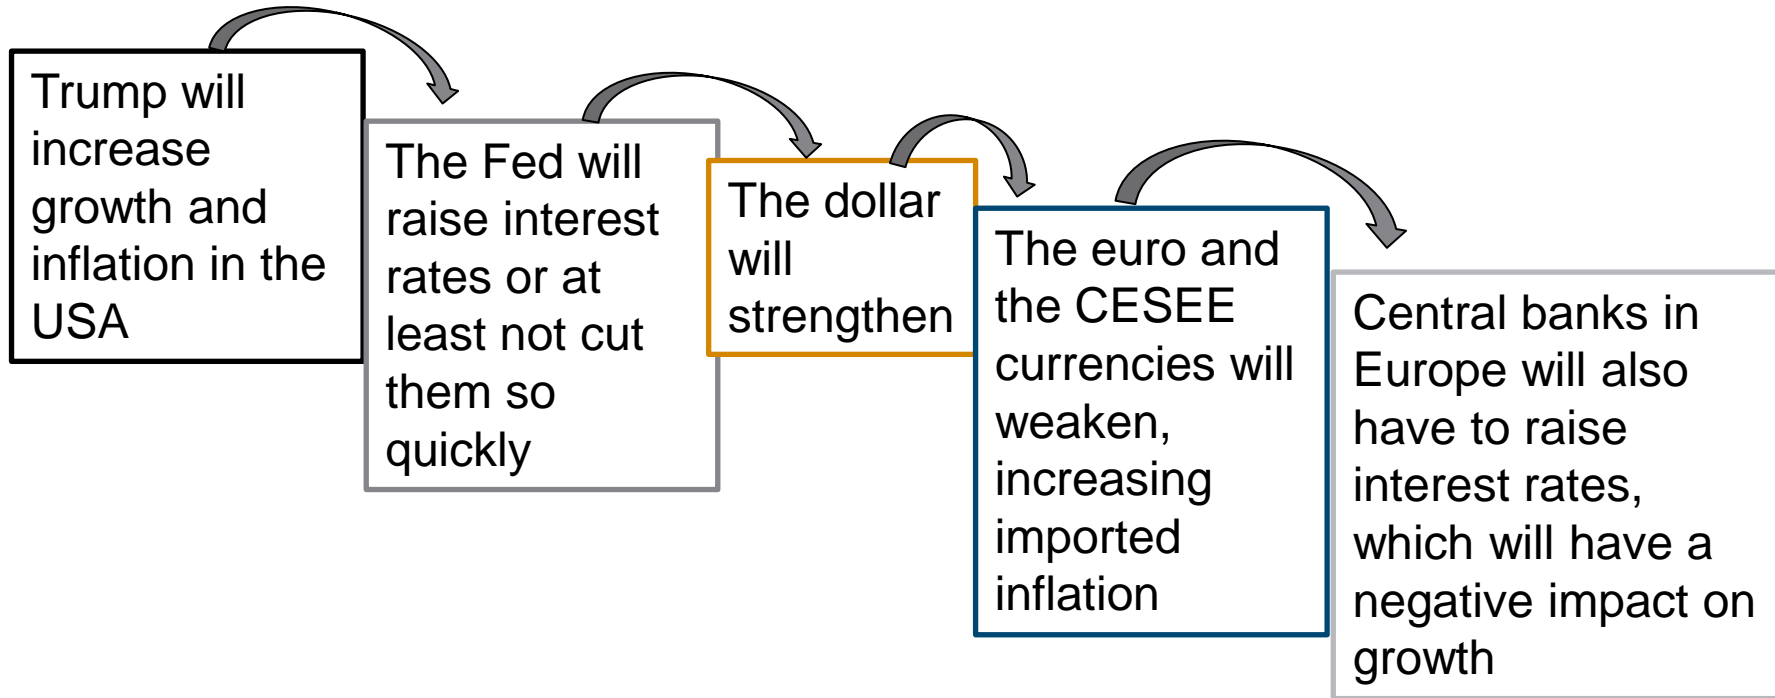 Trump will
increase
growth and
inflation in the
USA
The Fed will
raise interest
rates or at
least not cut
them so
quickly
The dollar
will
strengthen
The euro and
the CESEE
currencies will
weaken,
increasing
imported
inflation
Central banks in
Europe will also
have to raise
interest rates,
which will have a
negative impact on
growth